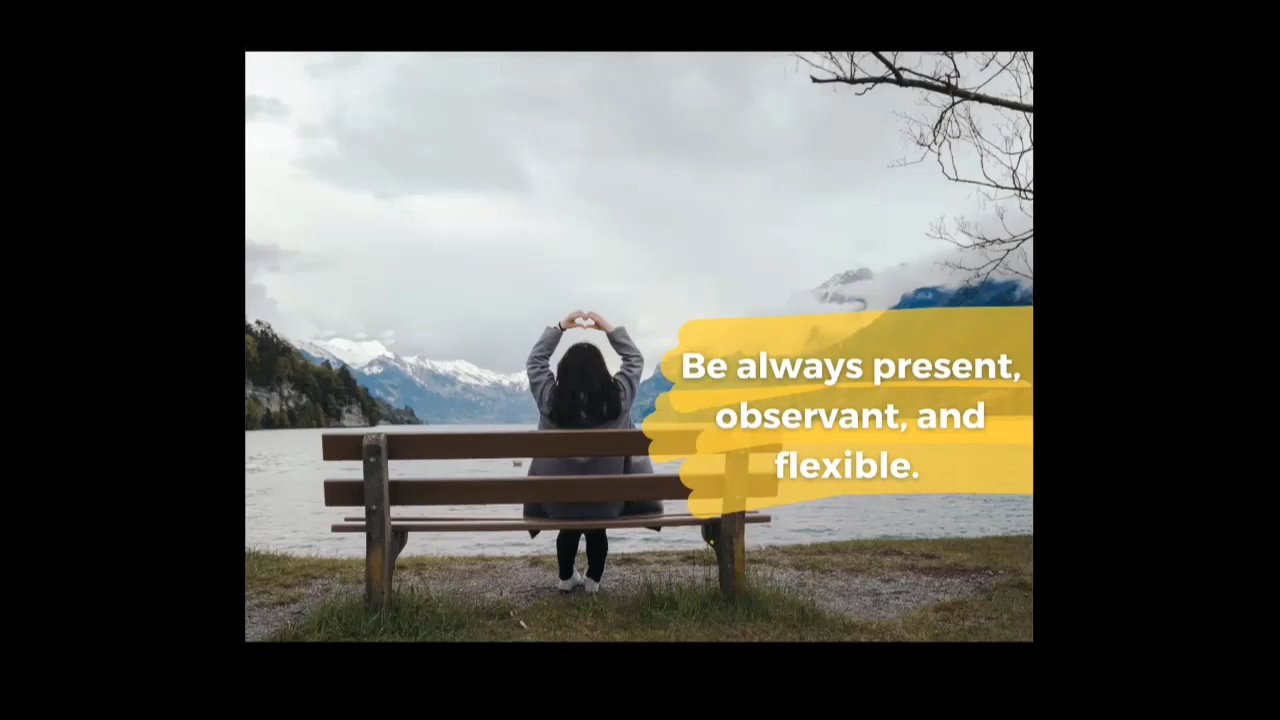 Be always present,
observant, and
flexible.